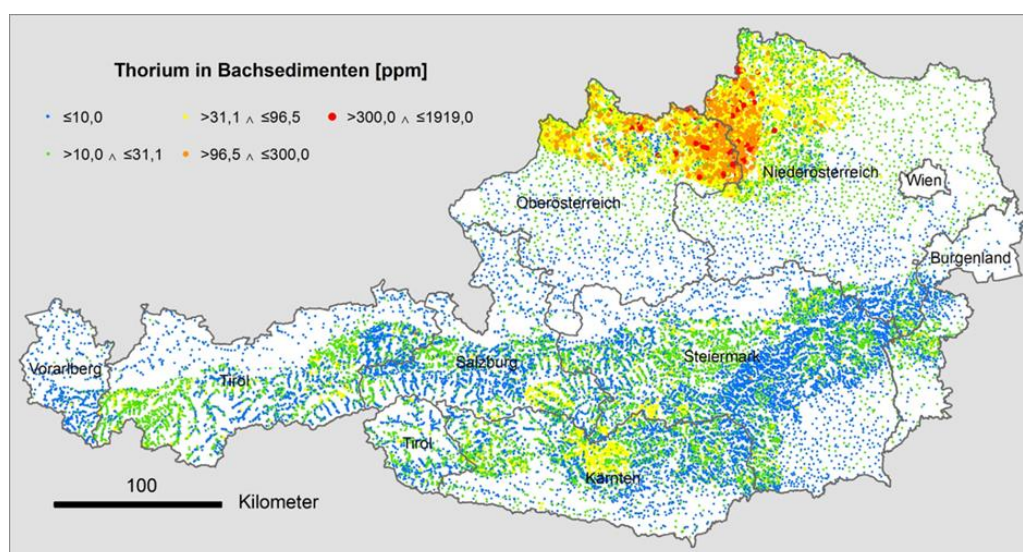 Thorium in Bachsedimenten [ppm]
≤10,0
>31,1 ∧ ≤96,5
>300,0 ∧ ≤1919,0
>10,0 ∧ ≤31,1
>96,5 ∧ ≤300,0
Niederösterreich
Wien
Oberösterreich
Burgenland
Steiermark
Salzburg
Vorarlberg
Tirol
Tirol
Kärnten
100
Kilometer